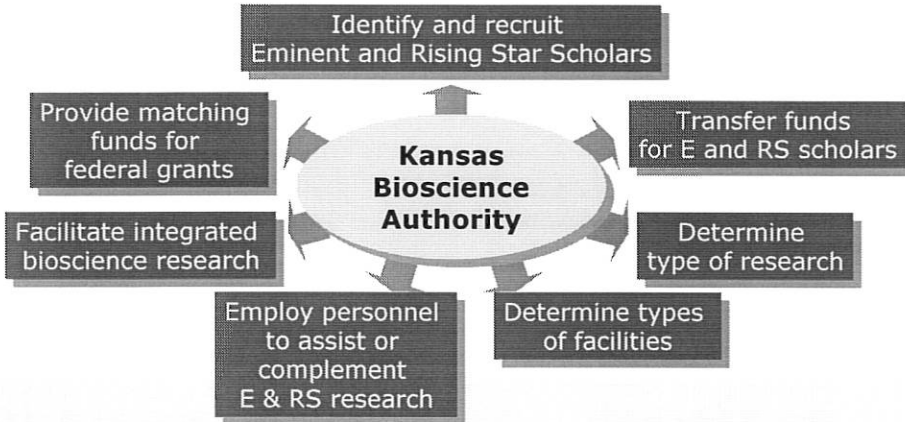 Identify and recruit
Eminent and Rising Star Scholars
Provide matching
funds for
federal grants
Transfer funds
for E and RS scholars
Kansas
Bioscience
Authority
Facilitate integrated
bioscience research
Determine
type of research
Employ personnel
to assist or
complement
E & RS research
Determine types
of facilities